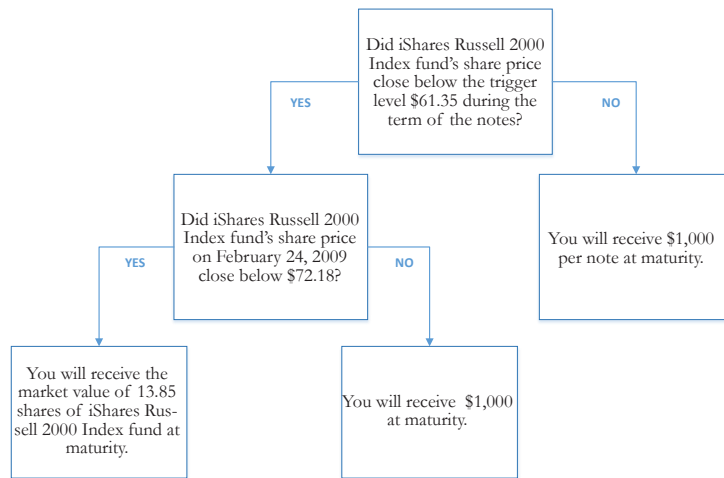 Did iShares Russell 2000
Index fund's share price
close below the trigger
level $61.35 during the
term of the notes?
YES
NO
Did iShares Russell 2000
Index fund's share price
on February 24, 2009
close below $72.18?
You will receive $1,000
per note at maturity.
YES
NO
You will receive the
market value of 13.85
shares of iShares Rus-
sell 2000 Index fund at
maturity.
You will receive $1,000
at maturity.